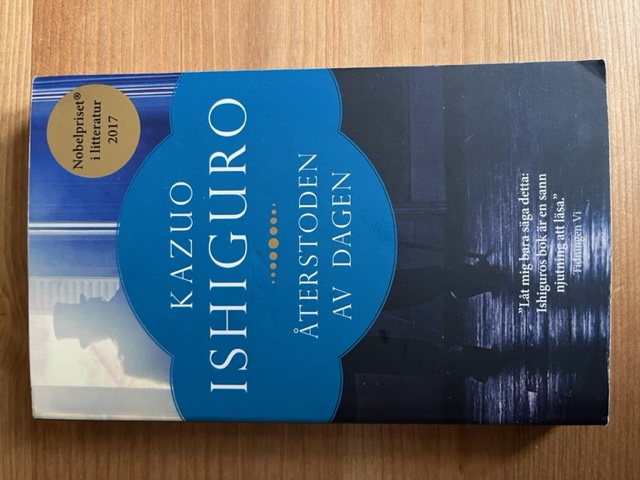 Nobelpriset®
i litteratur
2017
KAZUO
ISHIGURO
ÅTERSTODEN
AV DAGEN
”Låt mig bara säga detta:
Ishiguros bok är en sann
njutning att läsa.”
Tidningen Vi